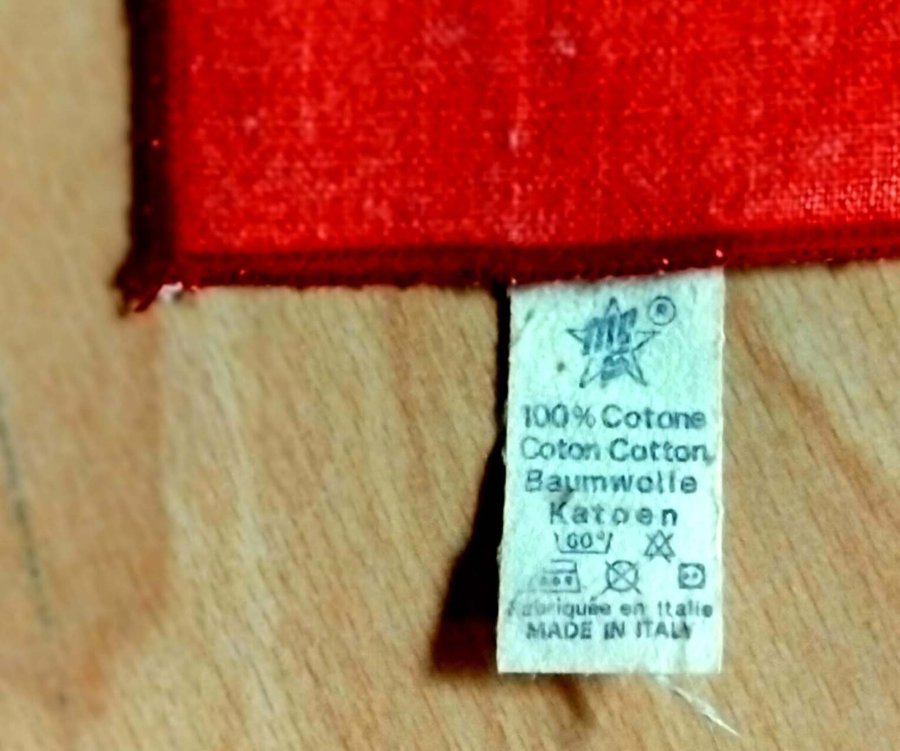 ®
100% Cotone
Coton Cotton
Baumwolle
Katoen
60°
Fabriquée en Italie
MADE IN ITALY